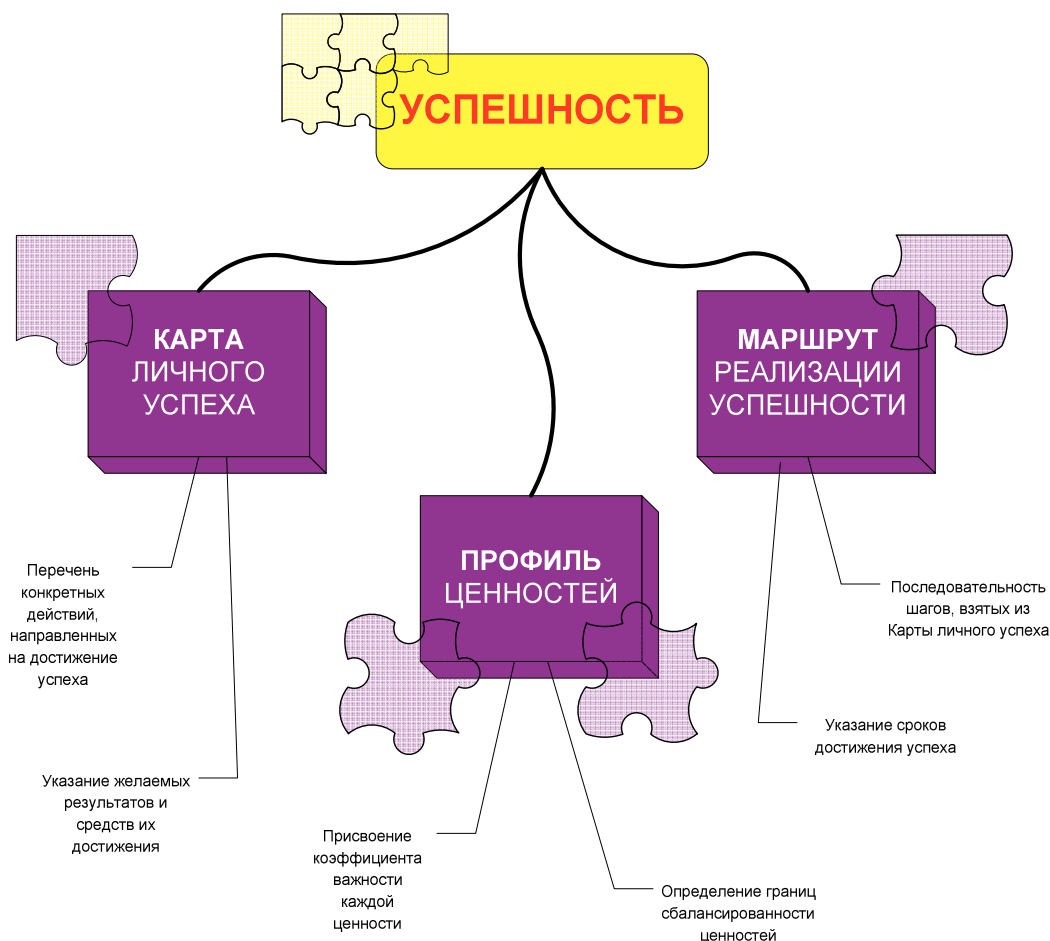 УСПЕШНОСТЬ
КАРТА
ЛИЧНОГО
УСПЕХА
МАРШРУТ
РЕАЛИЗАЦИИ
УСПЕШНОСТИ
ПРОФИЛЬ
ЦЕННОСТЕЙ
Перечень
конкретных
действий,
направленных
на достижение
успеха
Последовательность
шагов, взятых из
Карты личного успеха
Указание сроков
достижения успеха
Указание желаемых
результатов и
средств их
достижения
Присвоение
коэффициента
важности
каждой
ценности
Определение границ
сбалансированности
ценностей